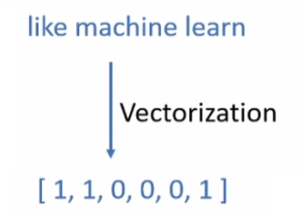 like machine learn
Vectorization
[ 1, 1, 0, 0, 0, 1 ]